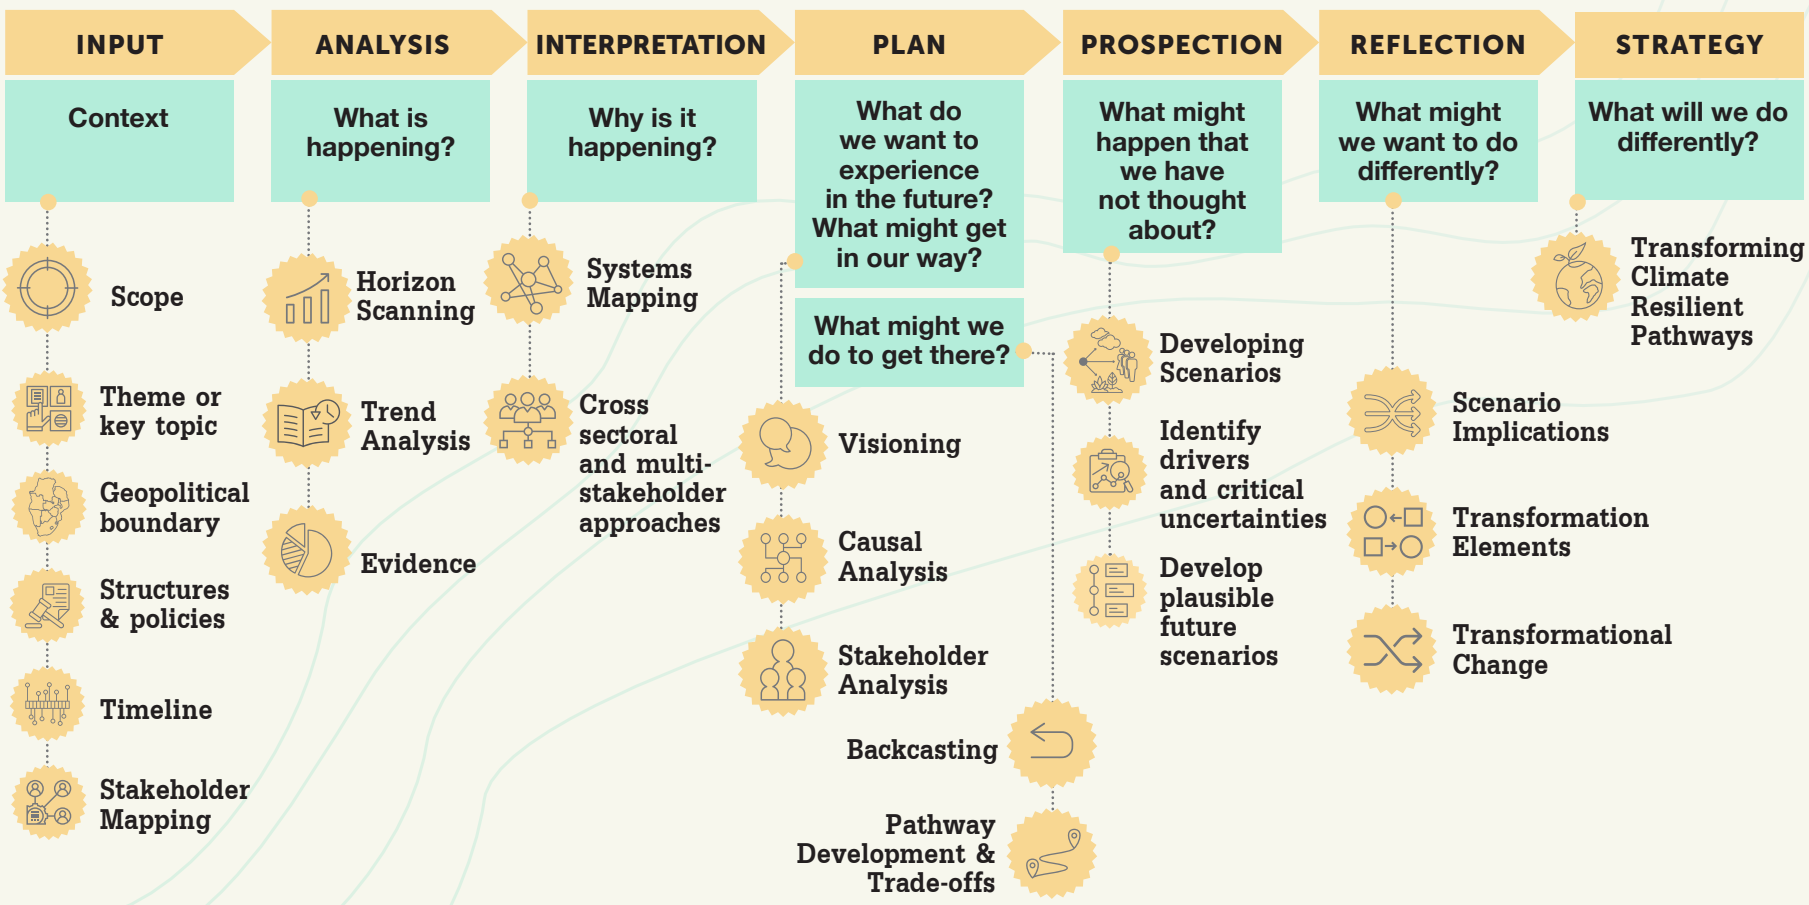 INPUT
Context
Scope
Theme or
key topic
Geopolitical
boundary
Structures
& policies
Timeline
Stakeholder
Mapping
ANALYSIS
What is
happening?
Horizon
Scanning
Trend
Analysis
Evidence
INTERPRETATION
Why is it
happening?
Systems
Mapping
Cross
sectoral
and multi-
stakeholder
approaches
PLAN
What do
we want to
experience
in the future?
What might get
in our way?
What might we
do to get there?
Visioning
Causal
Analysis
Stakeholder
Analysis
Backcasting
Pathway
Development &
Trade-offs
PROSPECTION
What might
happen that
we have
not thought
about?
Developing
Scenarios
Identify
drivers
and critical
uncertainties
Develop
plausible
future
scenarios
REFLECTION
What might
we want to do
differently?
Scenario
Implications
Transformation
Elements
Transformational
Change
STRATEGY
What will we do
differently?
Transforming
Climate
Resilient
Pathways